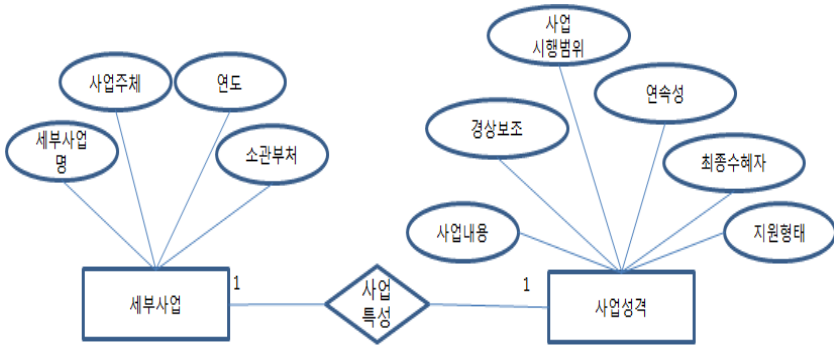 사업
시행범위
사업주체
연도
연속성
세부사업
명
소관부처
경상보조
최종수혜자
사업내용
지원형태
세부사업
1
사업
특성
1
사업성격